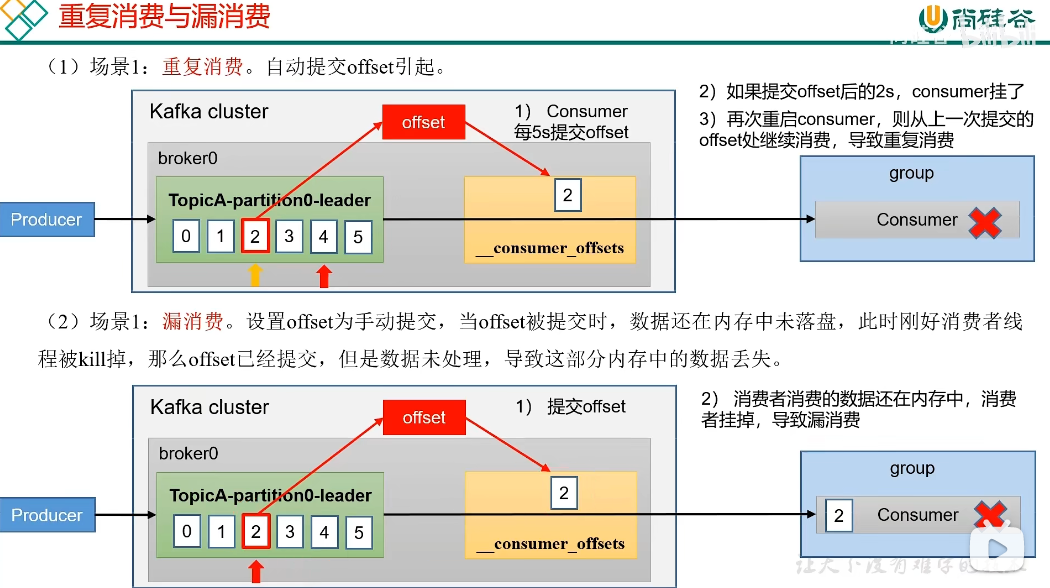 重复消费与漏消费
尚硅谷
（1）场景1：重复消费。自动提交offset引起。
Kafka cluster
offset
1） Consumer
每5s提交offset
2）如果提交offset后的2s，consumer挂了
3）再次重启consumer，则从上一次提交的
offset处继续消费，导致重复消费
broker0
TopicA-partition0-leader
0 1 2 3 4 5
2
__consumer_offsets
Producer
group
Consumer
（2）场景1：漏消费。设置offset为手动提交，当offset被提交时，数据还在内存中未落盘，此时刚好消费者线
程被kill掉，那么offset已经提交，但是数据未处理，导致这部分内存中的数据丢失。
Kafka cluster
offset
1） 提交offset
2） 消费者消费的数据还在内存中，消费
者挂掉，导致漏消费
broker0
TopicA-partition0-leader
0 1 2 3 4 5
2
__consumer_offsets
Producer
group
2 Consumer